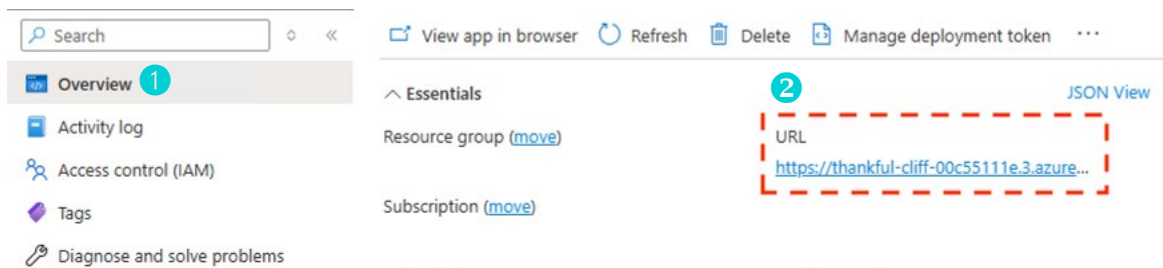 Search
Overview 1
Activity log
Access control (IAM)
Tags
Diagnose and solve problems
View app in browser Refresh Delete Manage deployment token ...
Essentials
2
JSON View
Resource group (move)
URL
https://thankful-cliff-00c55111e.3.azure...
Subscription (move)